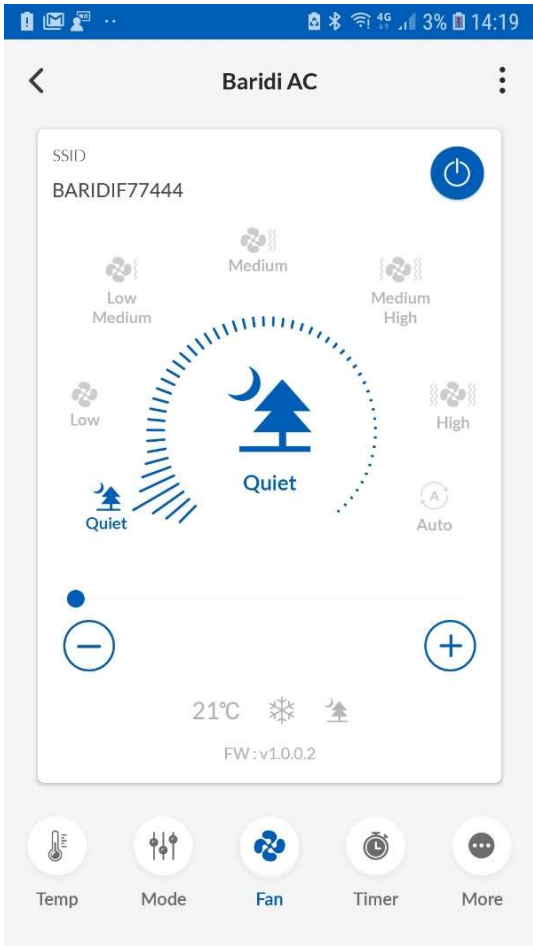 4G 3% 14:19
Baridi AC
SSID
BARIDIF77444
Medium
Low
Medium
Medium
High
Low
High
Quiet
Quiet
A
Auto
21°C
FW : v1.0.0.2
Temp
Mode
Fan
Timer
More